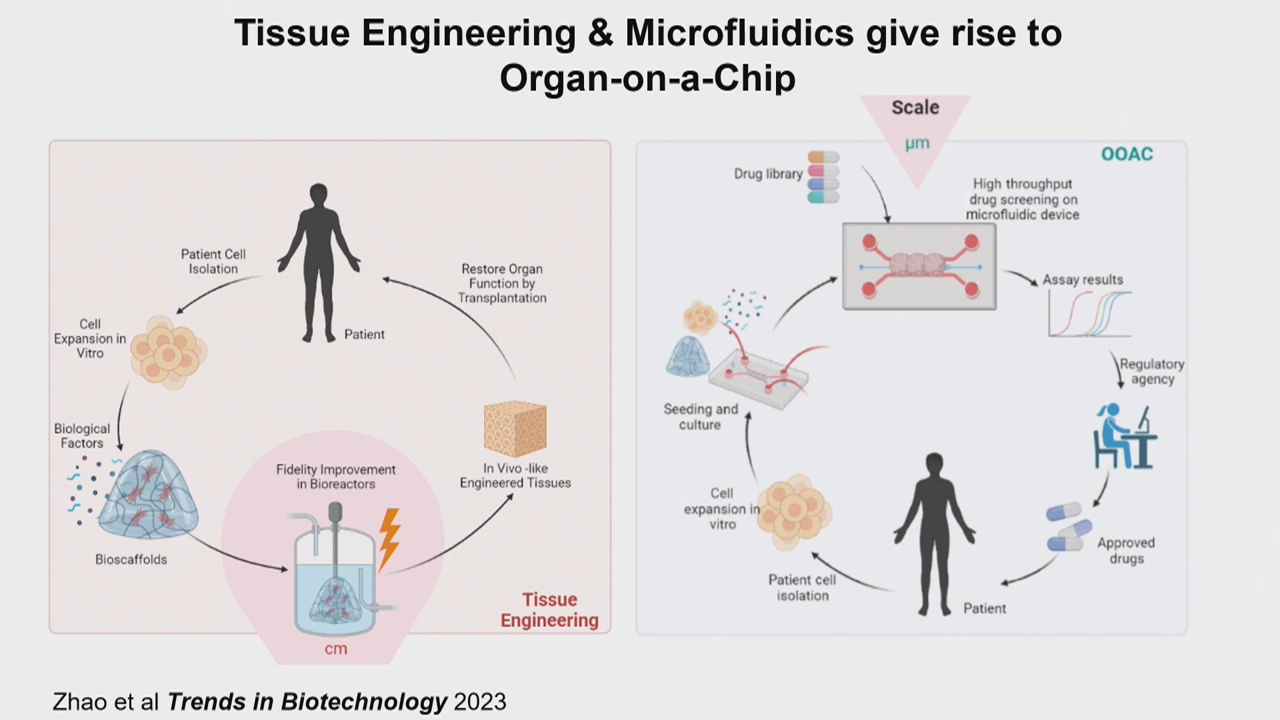 Tissue Engineering & Microfluidics give rise to
Organ-on-a-Chip
Patient Cell
Isolation
Cell
Expansion in
Vitro
Biological
Factors
Bioscaffolds
Fidelity Improvement
in Bioreactors
cm
In Vivo -like
Engineered Tissues
Restore Organ
Function by
Transplantation
Patient
Tissue
Engineering
Scale
µm
OOAC
Drug library
High throughput
drug screening on
microfluidic device
Assay results
Regulatory
agency
Approved
drugs
Patient
Patient cell
isolation
Cell
expansion in
vitro
Seeding and
culture
Zhao et al Trends in Biotechnology 2023